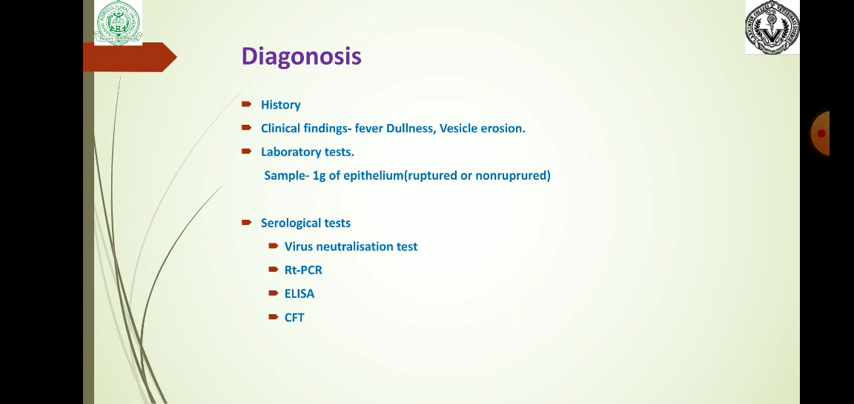 Diagonosis
History
Clinical findings- fever Dullness, Vesicle erosion.
Laboratory tests.
Sample- 1g of epithelium(ruptured or nonruprured)
Serological tests
Virus neutralisation test
Rt-PCR
ELISA
CFT